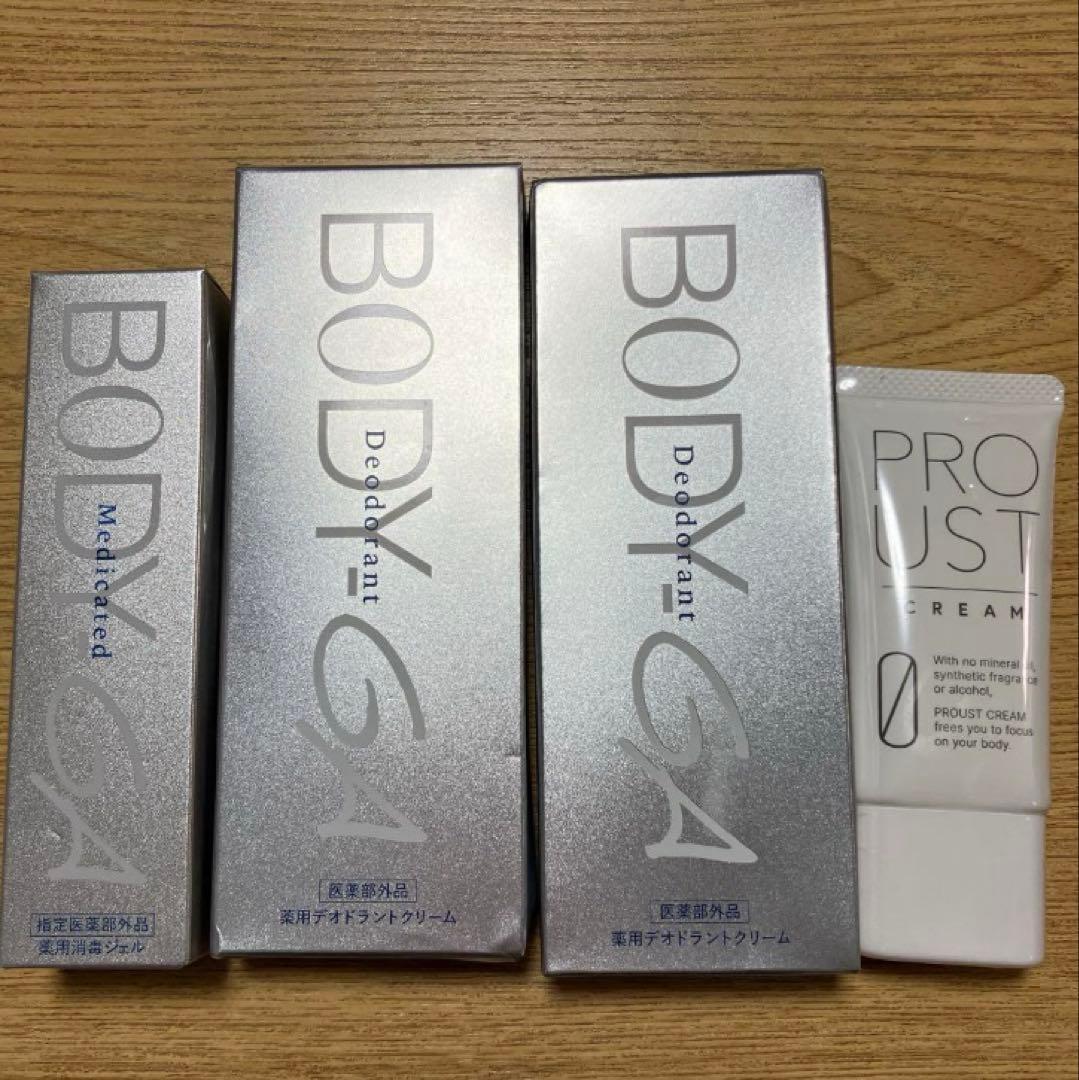 BODY-GA
Medicated
指定医薬部外品
薬用消毒ジェル
BODY-GA
Deodorant
医薬部外品
薬用デオドラントクリーム
BODY-GA
Deodorant
医薬部外品
薬用デオドラントクリーム
PRO
UST
CREAM
0
With no mineral oil,
synthetic fragrance
or alcohol,
PROUST CREAM
frees you to focus
on your body.